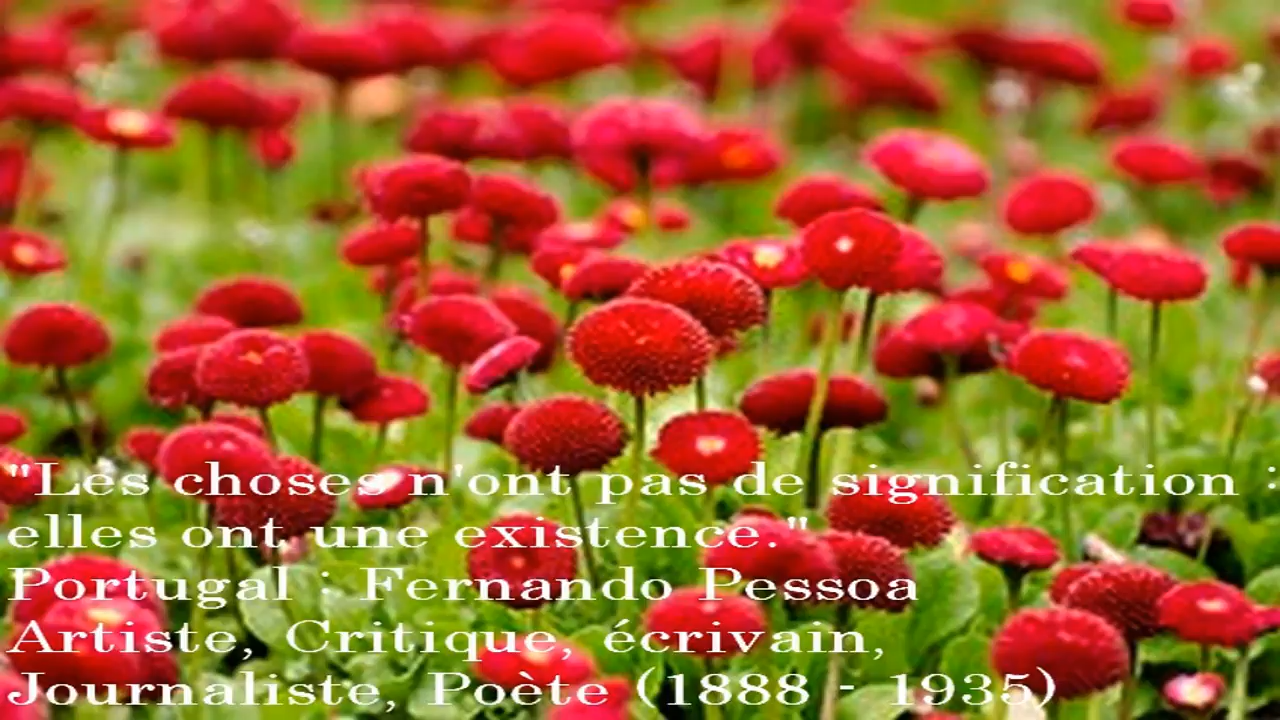 "Les choses n'ont pas de signification :
elles ont une existence."
Portugal : Fernando Pessoa
Artiste, Critique, écrivain,
Journaliste, Poète (1888 - 1935)